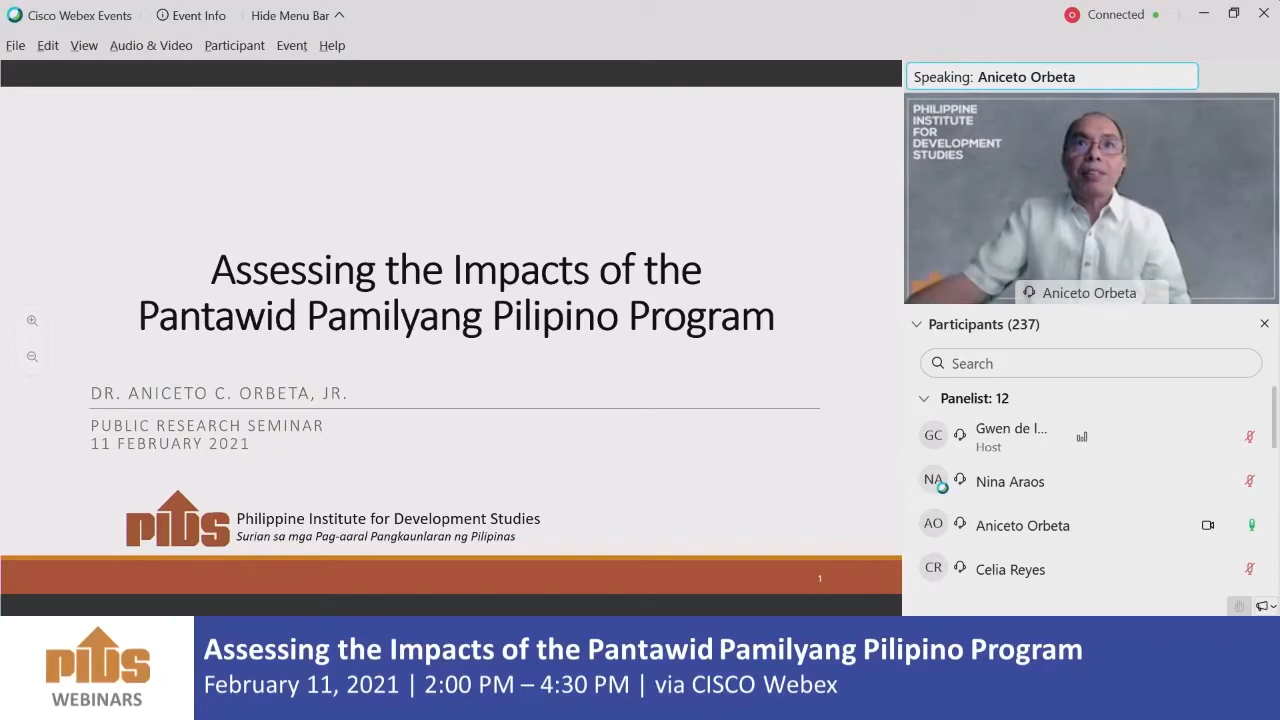 Cisco Webex Events
Event Info
Hide Menu Bar
Connected
File Edit View Audio & Video Participant Event Help
Speaking: Aniceto Orbeta
PHILIPPINE
INSTITUTE
FOR
DEVELOPMENT
STUDIES
Aniceto Orbeta
Assessing the Impacts of the
Pantawid Pamilyang Pilipino Program
DR. ANICETO C. ORBETA, JR.
PUBLIC RESEARCH SEMINAR
11 FEBRUARY 2021
PIDS
Philippine Institute for Development Studies
Surian sa mga Pag-aaral Pangkaunlaran ng Pilipinas
1
Participants (237)
Search
Panelist: 12
GC Gwen de l...
Host
NA Nina Araos
AO Aniceto Orbeta
CR Celia Reyes
PIDS
WEBINARS
Assessing the Impacts of the Pantawid Pamilyang Pilipino Program
February 11, 2021 | 2:00 PM – 4:30 PM | via CISCO Webex